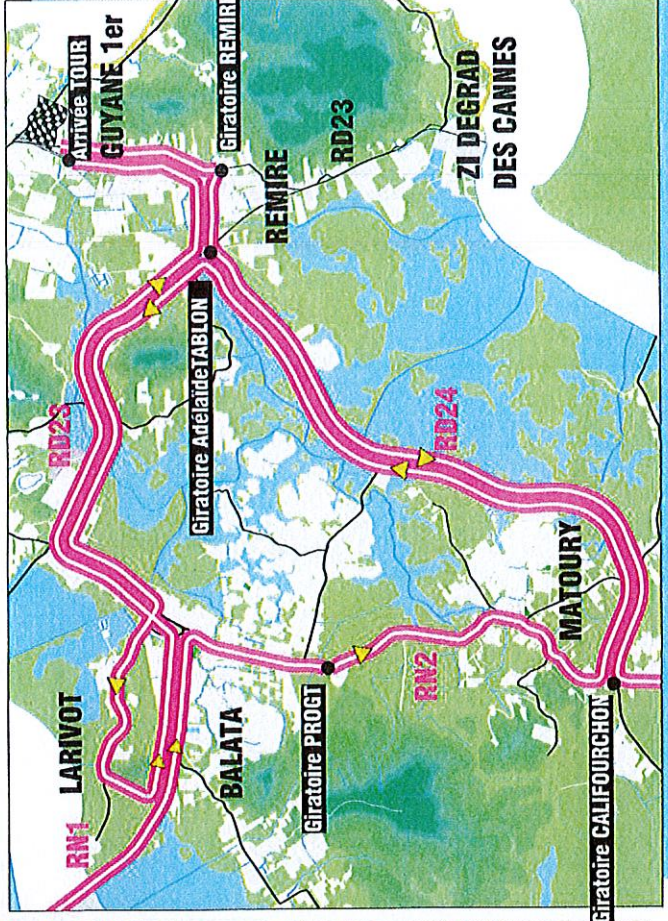 Arrivée TOUR
GUYANE 1er
Giratoire REMIRE
REMIRE
RD23
ZI DEGRAD
DES CANNES
Giratoire AdélaideTABLON
RD23
RD24
LARIVOT
RN1
BALATA
Giratoire PROGT
RN2
MATOURY
Giratoire CALIFOURCHON